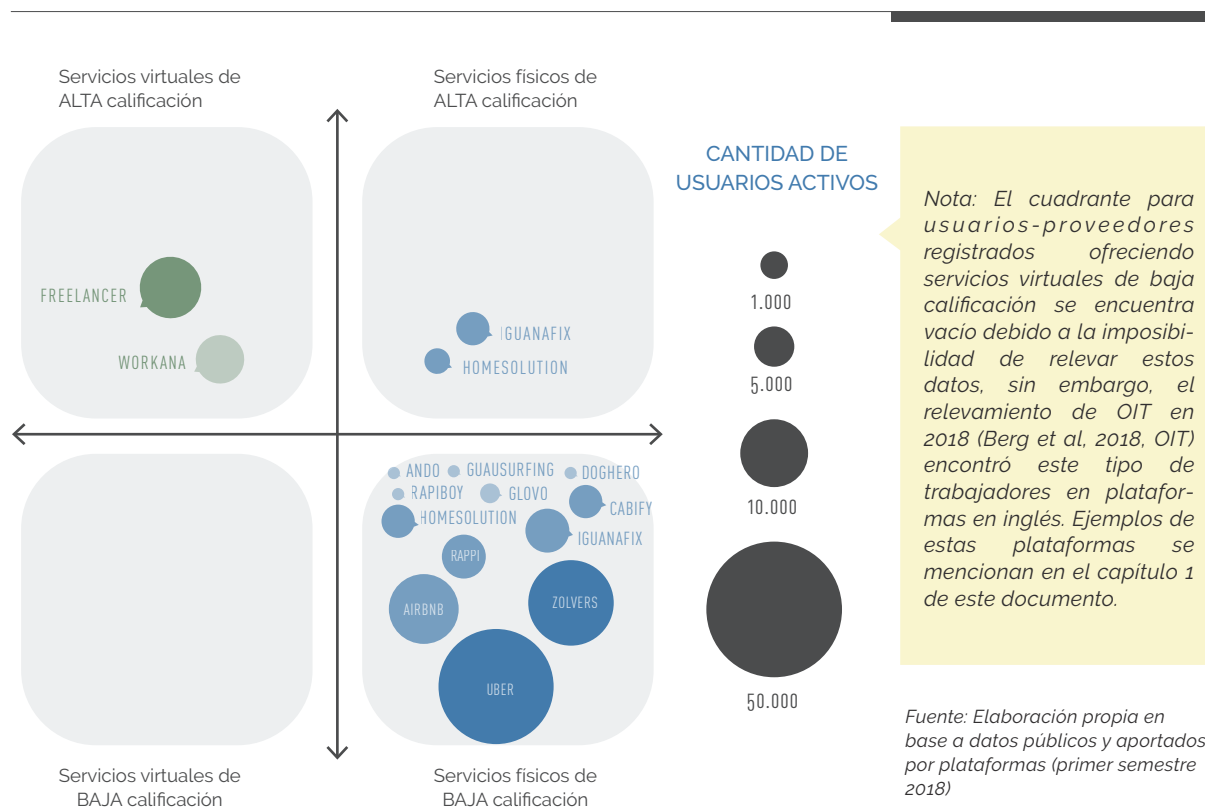 Servicios virtuales de
ALTA calificación
Servicios físicos de
ALTA calificación
FREELANCER
WORKANA
IGUANAFIX
HOMESOLUTION
ANDO
GUAUSURFING
DOGHERO
RAPIBOY
GLOVO
CABIFY
HOMESOLUTION
IGUANAFIX
RAPPI
AIRBNB
ZOLVERS
UBER
Servicios virtuales de
BAJA calificación
Servicios físicos de
BAJA calificación
CANTIDAD DE
USUARIOS ACTIVOS
1.000
5.000
10.000
50.000
Nota: El cuadrante para
usuarios-proveedores
registrados ofreciendo
servicios virtuales de baja
calificación se encuentra
vacío debido a la imposibi-
lidad de relevar estos
datos, sin embargo, el
relevamiento de OIT en
2018 (Berg et al, 2018, OIT)
encontró este tipo de
trabajadores en platafor-
mas en inglés. Ejemplos de
estas plataformas se
mencionan en el capítulo 1
de este documento.
Fuente: Elaboración propia en
base a datos públicos y aportados
por plataformas (primer semestre
2018)